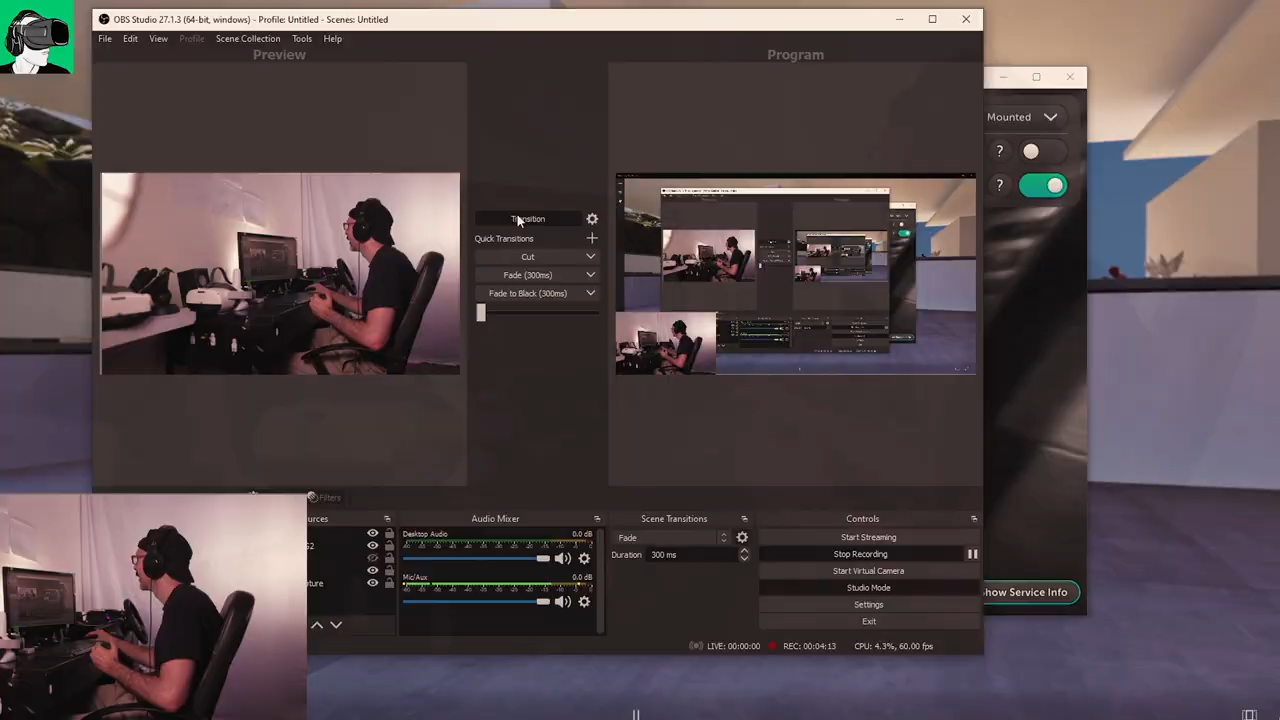 OBS Studio 27.1.3 (64-bit, windows) - Profile: Untitled - Scenes: Untitled
File Edit View Profile Scene Collection Tools Help
Preview
Program
Mounted
?
?
Transition
Quick Transitions
Cut
Fade (300ms)
Fade to Black (300ms)
Filters
Audio Mixer
Scene Transitions
Controls
Desktop Audio 0.0 dB
Mic/Aux 0.0 dB
Fade
Duration 300 ms
Start Streaming
Stop Recording
Start Virtual Camera
Studio Mode
Settings
Exit
Show Service Info
LIVE: 00:00:00 REC: 00:04:13 CPU: 4.3%, 60.00 fps